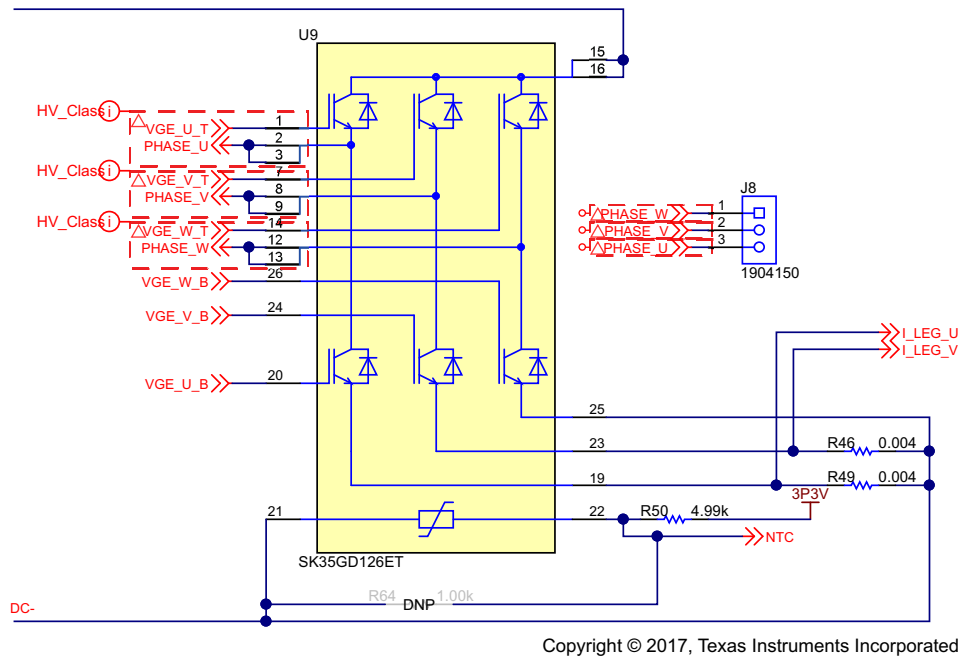 U9
15
16
HV_Class i
VGE_U_T 1
PHASE_U 2
3
HV_Class i
VGE_V_T 7
PHASE_V 8
9
HV_Class i
VGE_W_T 14
PHASE_W 12
13
VGE_W_B 26
VGE_V_B 24
VGE_U_B 20
J8
PHASE_W 1
PHASE_V 2
PHASE_U 3
1904150
I_LEG_U
I_LEG_V
25
23 R46 0.004
19 R49 0.004
3P3V
21 22 R50 4.99k
NTC
SK35GD126ET
R64 DNP 1.00k
DC-
Copyright © 2017, Texas Instruments Incorporated